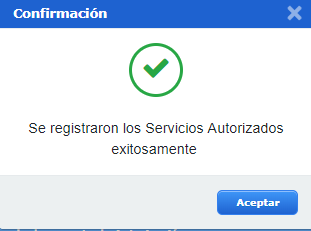 Confirmación
Se registraron los Servicios Autorizados
exitosamente
Aceptar